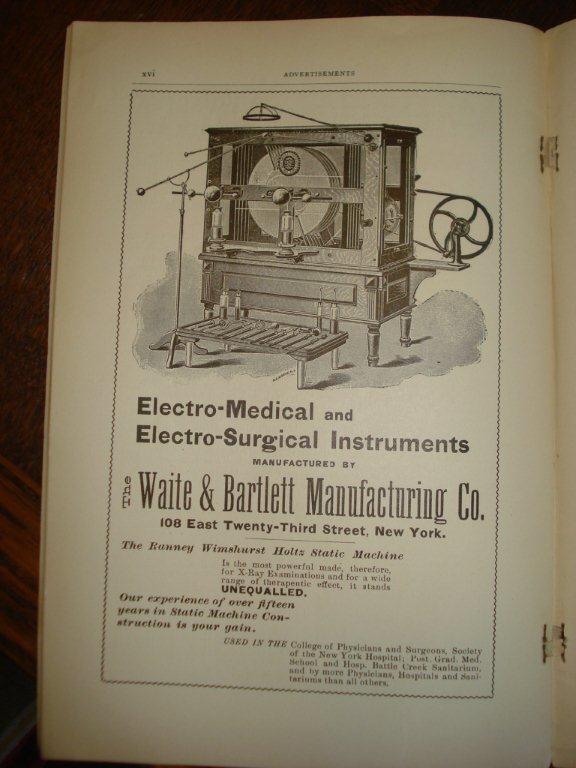 xvi
ADVERTISEMENTS
Electro-Medical and
Electro-Surgical Instruments
MANUFACTURED BY
The Waite & Bartlett Manufacturing Co.
108 East Twenty-Third Street, New York.
The Ranney Wimshurst Holtz Static Machine
Is the most powerful made, therefore,
for X-Ray Examinations and for a wide
range of therapeutic effect, it stands
UNEQUALLED.
Our experience of over fifteen
years in Static Machine Con-
struction is your gain.
USED IN THE College of Physicians and Surgeons, Society
of the New York Hospital; Post. Grad. Med.
School and Hosp. Battle Creek Sanitarium,
and by more Physicians, Hospitals and Sani-
tariums than all others.